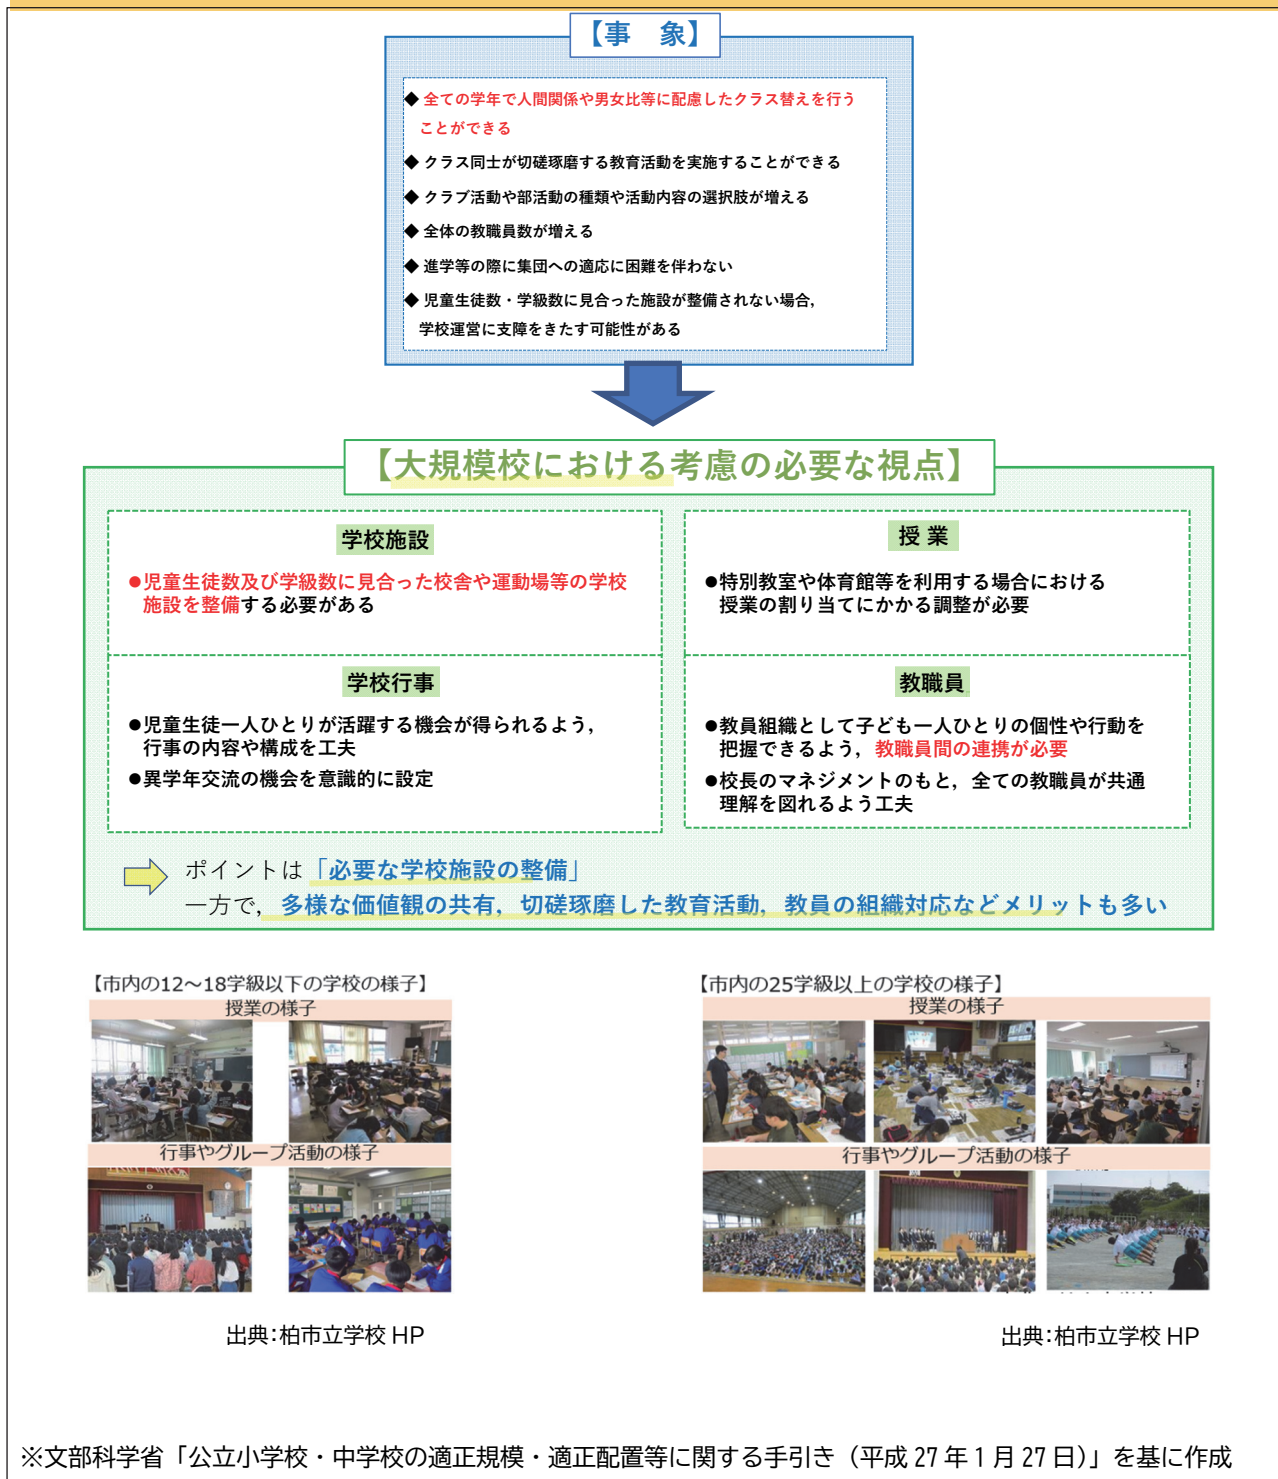 【事　象】
◆ 全ての学年で人間関係や男女比等に配慮したクラス替えを行う
ことができる
◆ クラス同士が切磋琢磨する教育活動を実施することができる
◆ クラブ活動や部活動の種類や活動内容の選択肢が増える
◆ 全体の教職員数が増える
◆ 進学等の際に集団への適応に困難を伴わない
◆ 児童生徒数・学級数に見合った施設が整備されない場合，
学校運営に支障をきたす可能性がある
【大規模校における考慮の必要な視点】
学校施設
●児童生徒数及び学級数に見合った校舎や運動場等の学校
施設を整備する必要がある
授 業
●特別教室や体育館等を利用する場合における
授業の割り当てにかかる調整が必要
学校行事
●児童生徒一人ひとりが活躍する機会が得られるよう，
行事の内容や構成を工夫
●異学年交流の機会を意識的に設定
教職員
●教員組織として子ども一人ひとりの個性や行動を
把握できるよう，教職員間の連携が必要
●校長のマネジメントのもと，全ての教職員が共通
理解を図れるよう工夫
ポイントは「必要な学校施設の整備」
一方で，多様な価値観の共有，切磋琢磨した教育活動，教員の組織対応などメリットも多い
【市内の12～18学級以下の学校の様子】
授業の様子
行事やグループ活動の様子
出典：柏市立学校 HP
【市内の25学級以上の学校の様子】
授業の様子
行事やグループ活動の様子
出典：柏市立学校 HP
※文部科学省「公立小学校・中学校の適正規模・適正配置等に関する手引き（平成 27 年 1 月 27 日）」を基に作成